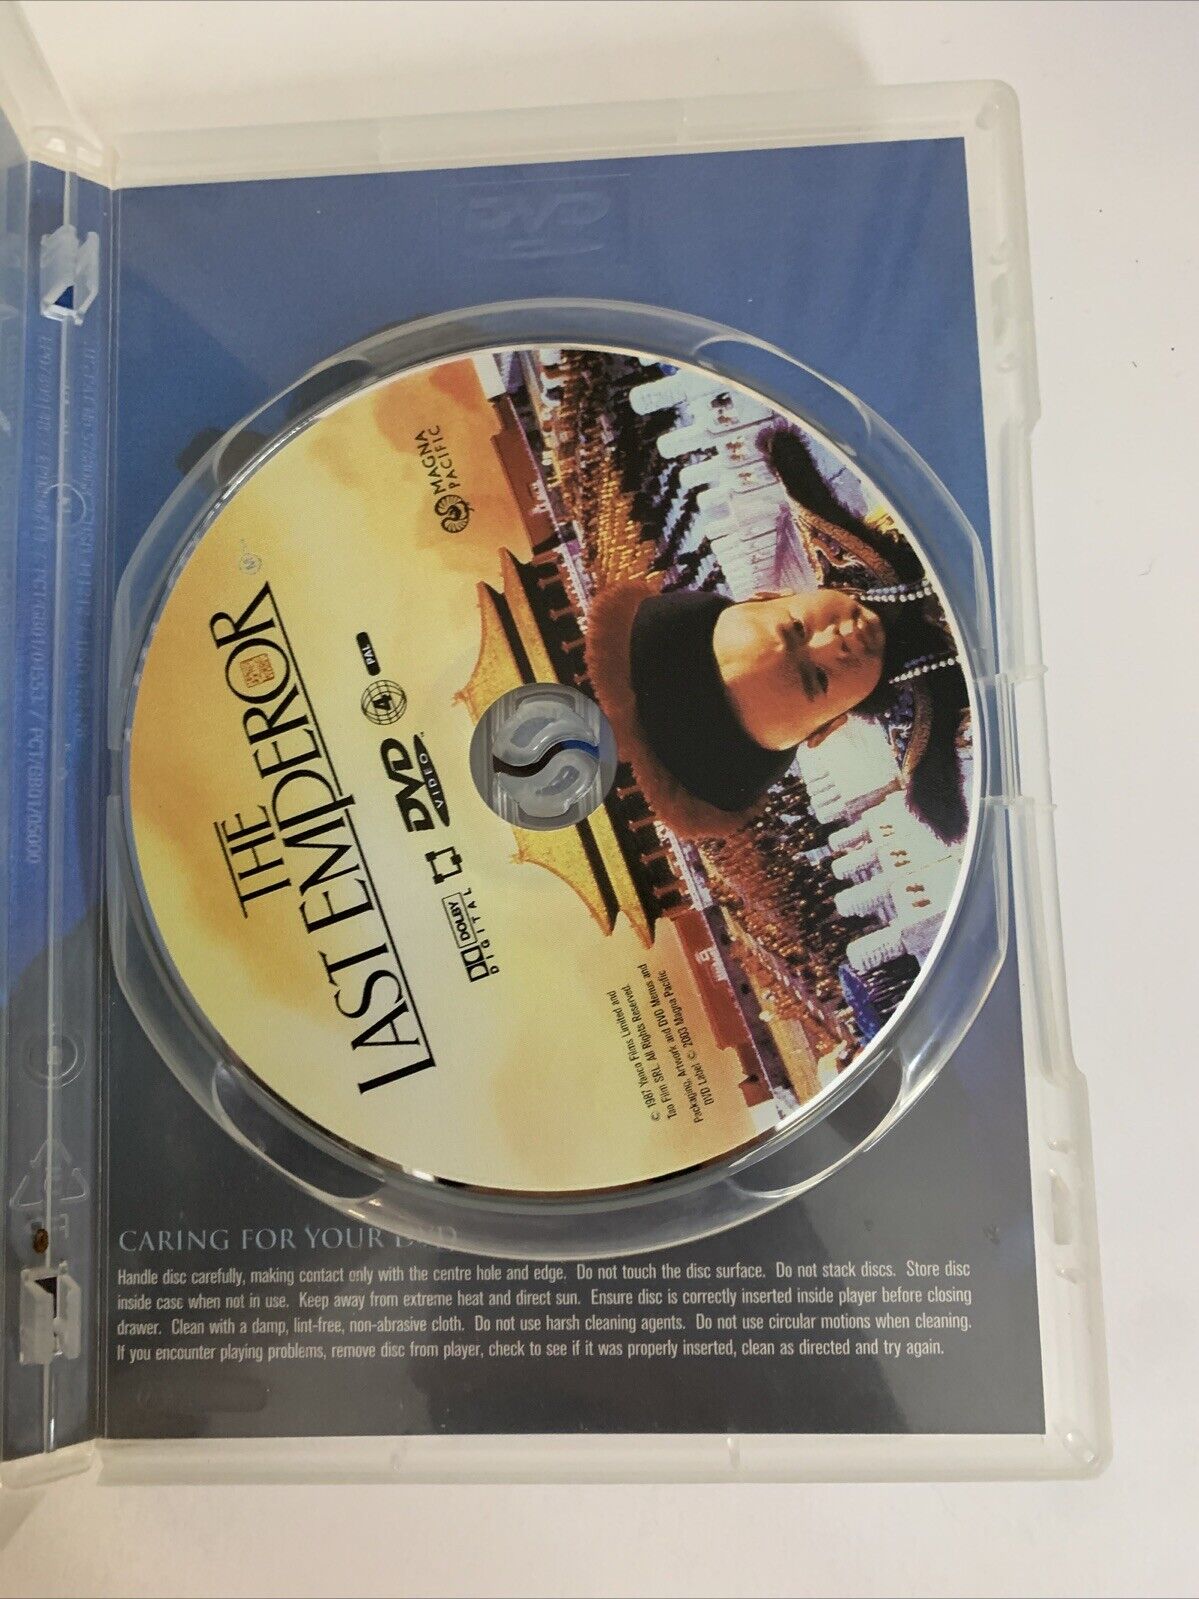 THE
LAST EMPEROR
MAGNA
PACIFIC
4
PAL
DVD
VIDEO
DOLBY
DIGITAL
© 1987 Yanco Films Limited and
Tao Film SRL. All Rights Reserved.
Packaging, Artwork and DVD Menus and
DVD Label © 2003 Magna Pacific
DVD
CARING FOR YOUR DVD
Handle disc carefully, making contact only with the centre hole and edge. Do not touch the disc surface. Do not stack discs. Store disc
inside case when not in use. Keep away from extreme heat and direct sun. Ensure disc is correctly inserted inside player before closing
drawer. Clean with a damp, lint-free, non-abrasive cloth. Do not use harsh cleaning agents. Do not use circular motions when cleaning.
If you encounter playing problems, remove disc from player, check to see if it was properly inserted, clean as directed and try again.